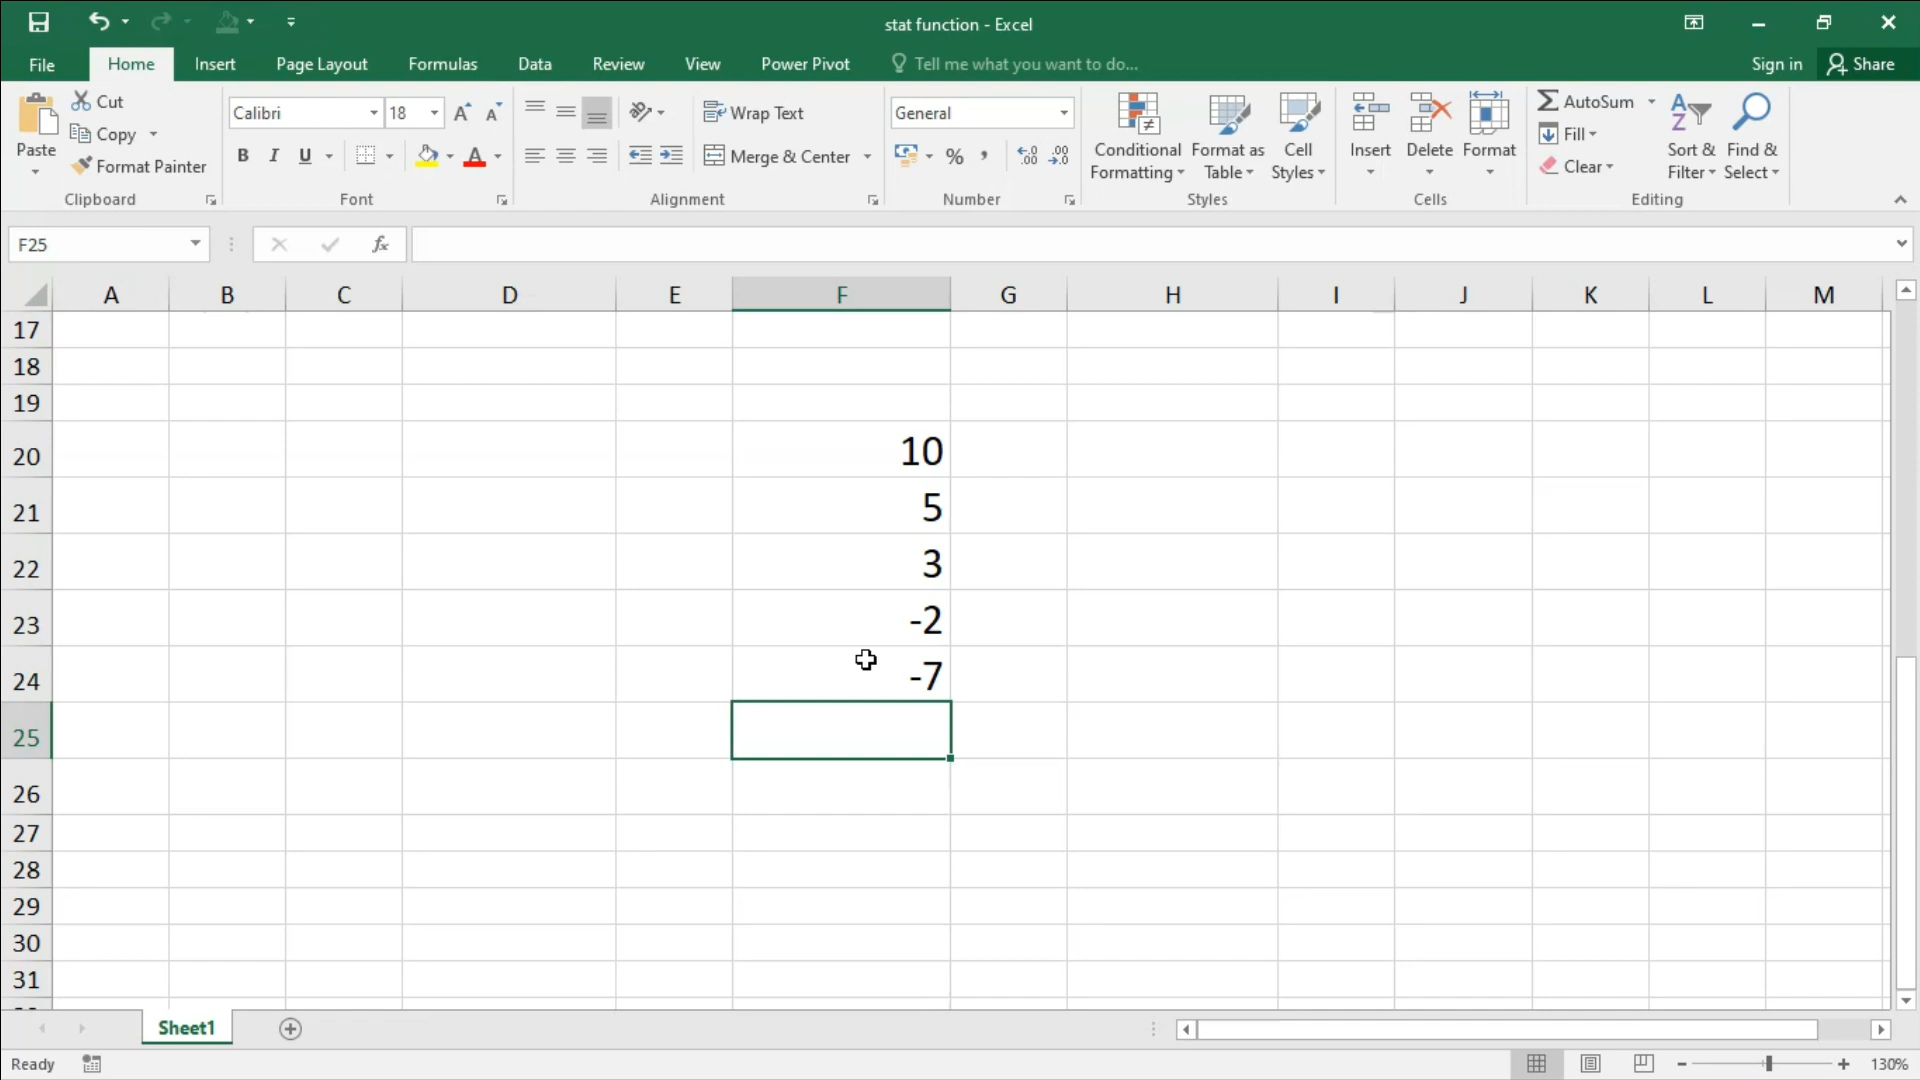 stat function - Excel
File Home Insert Page Layout Formulas Data Review View Power Pivot Tell me what you want to do... Sign in Share
Paste Cut Copy Format Painter
Clipboard
Calibri 18 A A
B I U A
Font
Wrap Text
Merge & Center
Alignment
General
% ,
Number
Conditional Formatting Format as Table Cell Styles
Styles
Insert Delete Format
Cells
AutoSum Fill Clear Sort & Filter Find & Select
Editing
F25 fx
A B C D E F G H I J K L M
17
18
19
20 10
21 5
22 3
23 -2
24 -7
25
26
27
28
29
30
31
Sheet1
Ready 130%